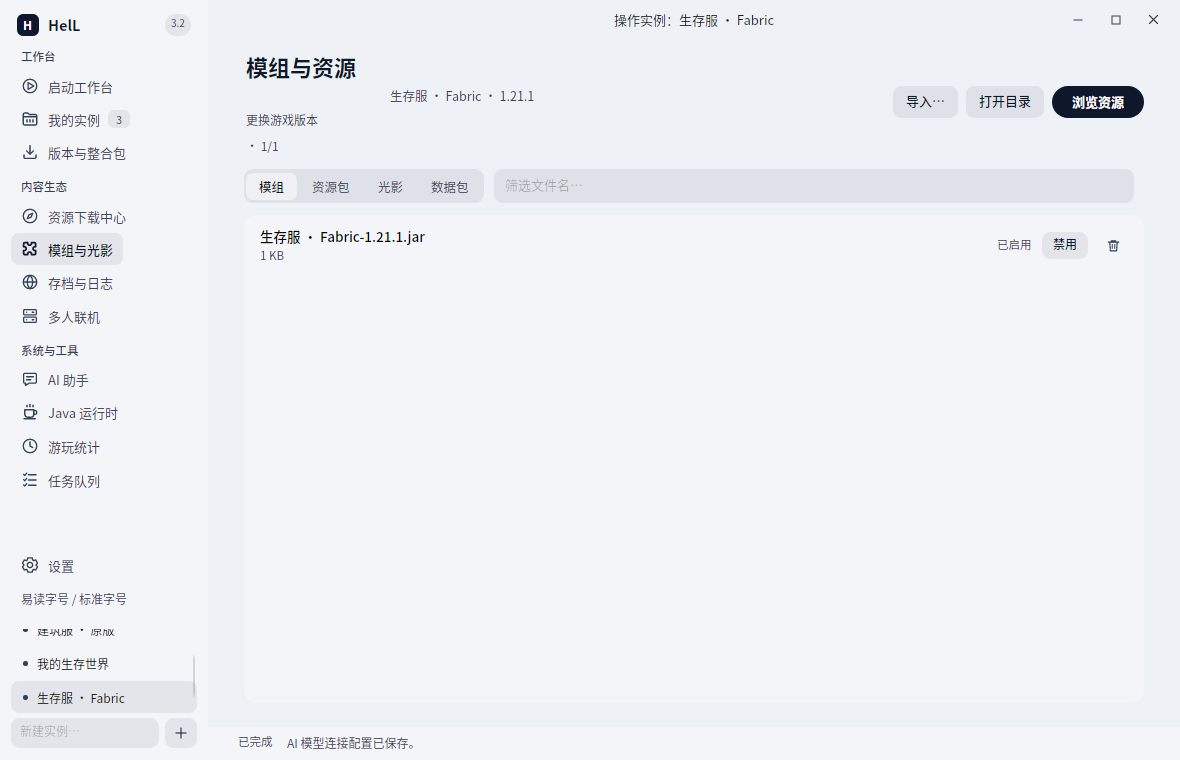 H HelL 3.2
操作实例：生存服 · Fabric
工作台
启动工作台
我的实例 3
版本与整合包
内容生态
资源下载中心
模组与光影
存档与日志
多人联机
系统与工具
AI 助手
Java 运行时
游玩统计
任务队列
设置
易读字号 / 标准字号
建筑服 · 原版
我的生存世界
生存服 · Fabric
新建实例…
模组与资源
生存服 · Fabric · 1.21.1
导入… 打开目录 浏览资源
更换游戏版本
· 1/1
模组 资源包 光影 数据包 筛选文件名…
生存服 · Fabric-1.21.1.jar
1 KB
已启用 禁用
已完成 AI 模型连接配置已保存。